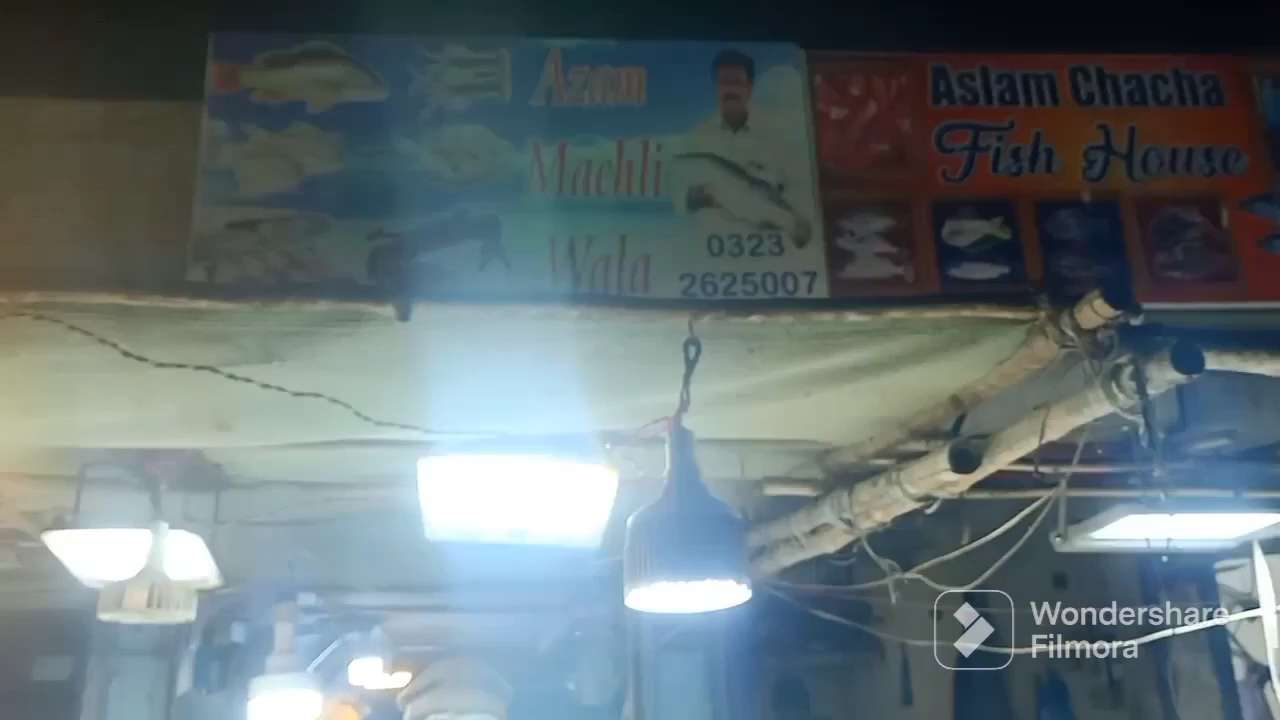 Azam
Machli
Wala
0323
2625007
Aslam Chacha
Fish House
Wondershare
Filmora